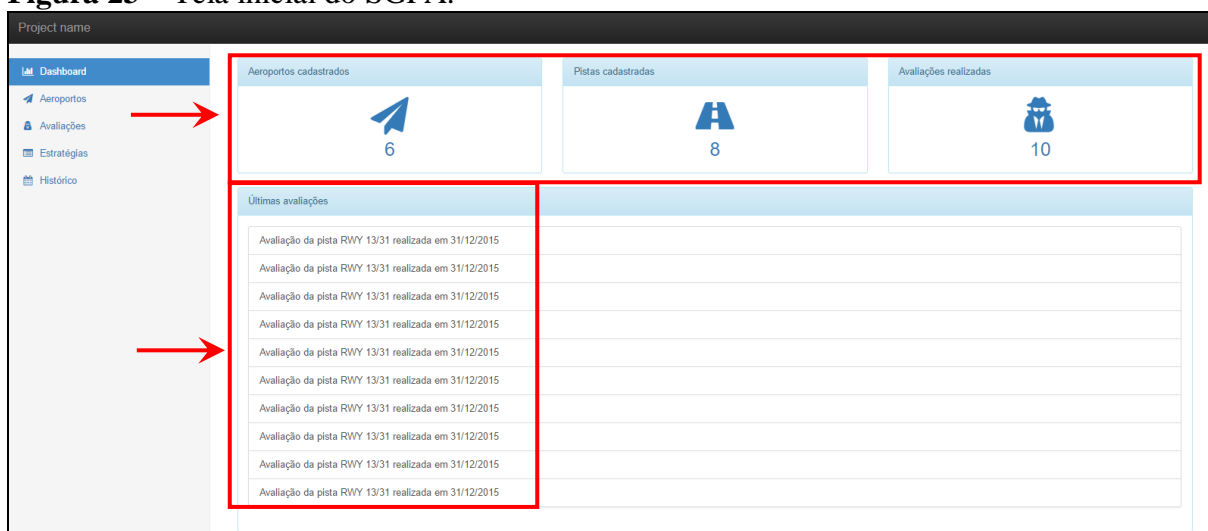 Figura 23 – Tela inicial do SGPA.
Project name
Dashboard
Aeroportos
Avaliações
Estratégias
Histórico
Aeroportos cadastrados
6
Pistas cadastradas
8
Avaliações realizadas
10
Últimas avaliações
Avaliação da pista RWY 13/31 realizada em 31/12/2015
Avaliação da pista RWY 13/31 realizada em 31/12/2015
Avaliação da pista RWY 13/31 realizada em 31/12/2015
Avaliação da pista RWY 13/31 realizada em 31/12/2015
Avaliação da pista RWY 13/31 realizada em 31/12/2015
Avaliação da pista RWY 13/31 realizada em 31/12/2015
Avaliação da pista RWY 13/31 realizada em 31/12/2015
Avaliação da pista RWY 13/31 realizada em 31/12/2015
Avaliação da pista RWY 13/31 realizada em 31/12/2015
Avaliação da pista RWY 13/31 realizada em 31/12/2015